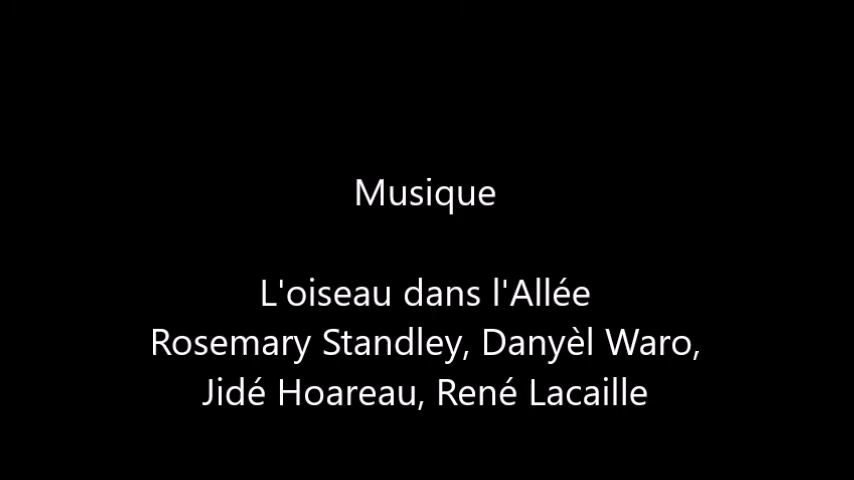 Musique
L'oiseau dans l'Allée
Rosemary Standley, Danyèl Waro,
Jidé Hoareau, René Lacaille